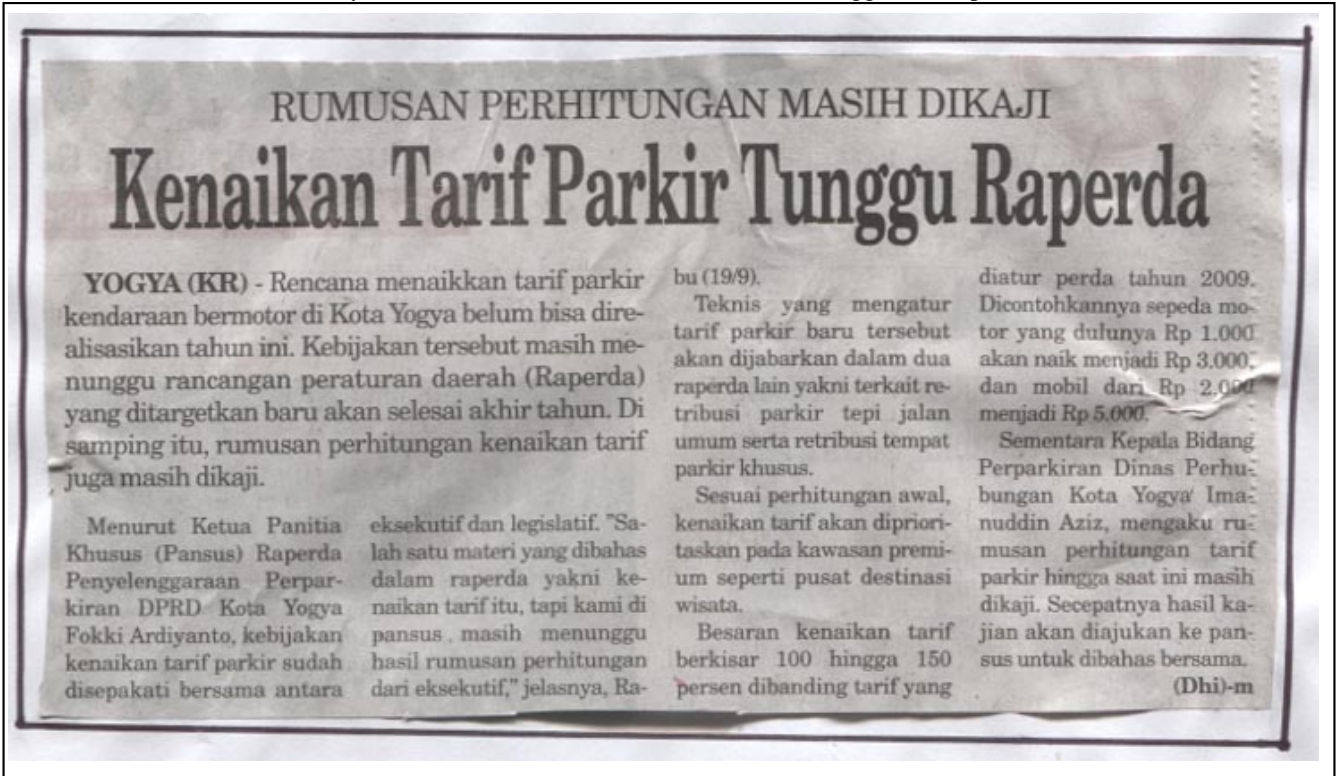 RUMUSAN PERHITUNGAN MASIH DIKAJI
Kenaikan Tarif Parkir Tunggu Raperda
YOGYA (KR) - Rencana menaikkan tarif parkir
kendaraan bermotor di Kota Yogya belum bisa dire-
alisasikan tahun ini. Kebijakan tersebut masih me-
nunggu rancangan peraturan daerah (Raperda)
yang ditargetkan baru akan selesai akhir tahun. Di
samping itu, rumusan perhitungan kenaikan tarif
juga masih dikaji.
Menurut Ketua Panitia
Khusus (Pansus) Raperda
Penyelenggaraan Perpar-
kiran DPRD Kota Yogya
Fokki Ardiyanto, kebijakan
kenaikan tarif parkir sudah
disepakati bersama antara
eksekutif dan legislatif. "Sa-
lah satu materi yang dibahas
dalam raperda yakni ke-
naikan tarif itu, tapi kami di
pansus masih menunggu
hasil rumusan perhitungan
dari eksekutif," jelasnya, Ra-
bu (19/9).
Teknis yang mengatur
tarif parkir baru tersebut
akan dijabarkan dalam dua
raperda lain yakni terkait re-
tribusi parkir tepi jalan
umum serta retribusi tempat
parkir khusus.
Sesuai perhitungan awal,
kenaikan tarif akan dipriori-
taskan pada kawasan premi-
um seperti pusat destinasi
wisata.
Besaran kenaikan tarif
berkisar 100 hingga 150
persen dibanding tarif yang
diatur perda tahun 2009.
Dicontohkannya sepeda mo-
tor yang dulunya Rp 1.000
akan naik menjadi Rp 3.000,
dan mobil dari Rp 2.000
menjadi Rp 5.000.
Sementara Kepala Bidang
Perparkiran Dinas Perhu-
bungan Kota Yogya Ima-
nuddin Aziz, mengaku ru-
musan perhitungan tarif
parkir hingga saat ini masih
dikaji. Secepatnya hasil ka-
jian akan diajukan ke pan-
sus untuk dibahas bersama.
(Dhi)-m